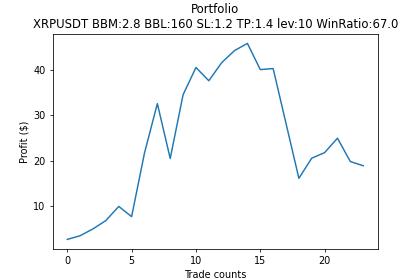 Portfolio
XRPUSDT BBM:2.8 BBL:160 SL:1.2 TP:1.4 lev:10 WinRatio:67.0
40
30
20
10
Profit ($)
0 5 10 15 20
Trade counts